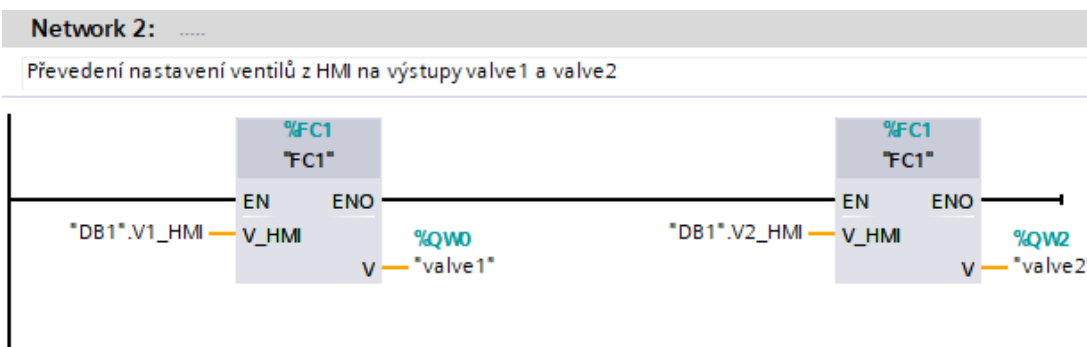 Network 2: .....
Převedení nastavení ventilů z HMI na výstupy valve1 a valve2
%FC1 %FC1
"FC1" "FC1"
EN ENO EN ENO
"DB1".V1_HMI V_HMI %QW0 "DB1".V2_HMI V_HMI %QW2
V "valve1" V "valve2"